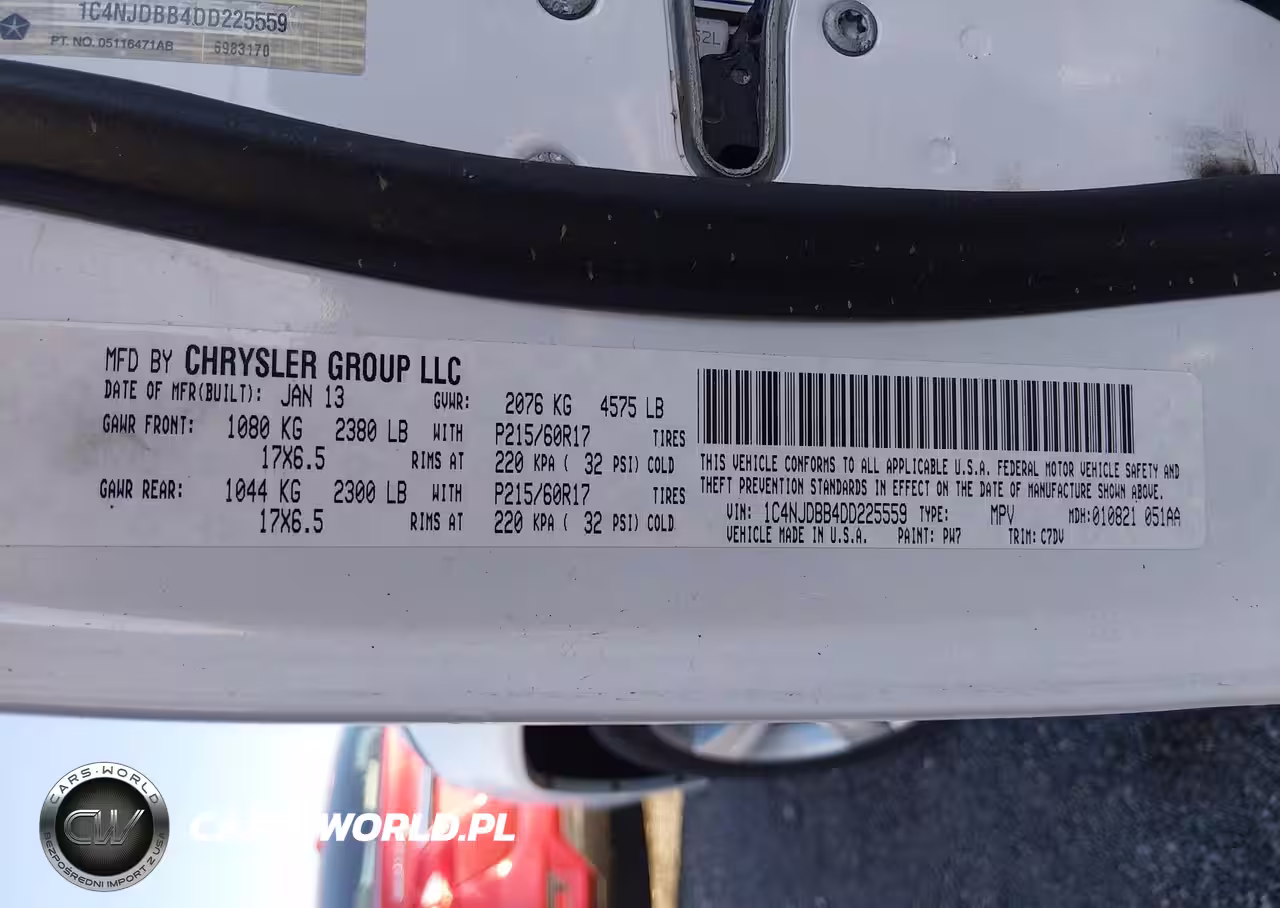 1C4NJDBB4DD225559
PT. NO. 05116471AB 6983170
52L
MFD BY CHRYSLER GROUP LLC
DATE OF MFR(BUILT): JAN 13 GVWR: 2076 KG 4575 LB
GAWR FRONT: 1080 KG 2380 LB WITH P215/60R17 TIRES
17X6.5 RIMS AT 220 KPA ( 32 PSI) COLD
GAWR REAR: 1044 KG 2300 LB WITH P215/60R17 TIRES
17X6.5 RIMS AT 220 KPA ( 32 PSI) COLD
THIS VEHICLE CONFORMS TO ALL APPLICABLE U.S.A. FEDERAL MOTOR VEHICLE SAFETY AND
THEFT PREVENTION STANDARDS IN EFFECT ON THE DATE OF MANUFACTURE SHOWN ABOVE.
VIN: 1C4NJDBB4DD225559 TYPE: MPV MDH:010821 051AA
VEHICLE MADE IN U.S.A. PAINT: PW7 TRIM: C7DV
CARS-WORLD
CW
BEZPOŚREDNI IMPORT Z USA
CARS-WORLD.PL